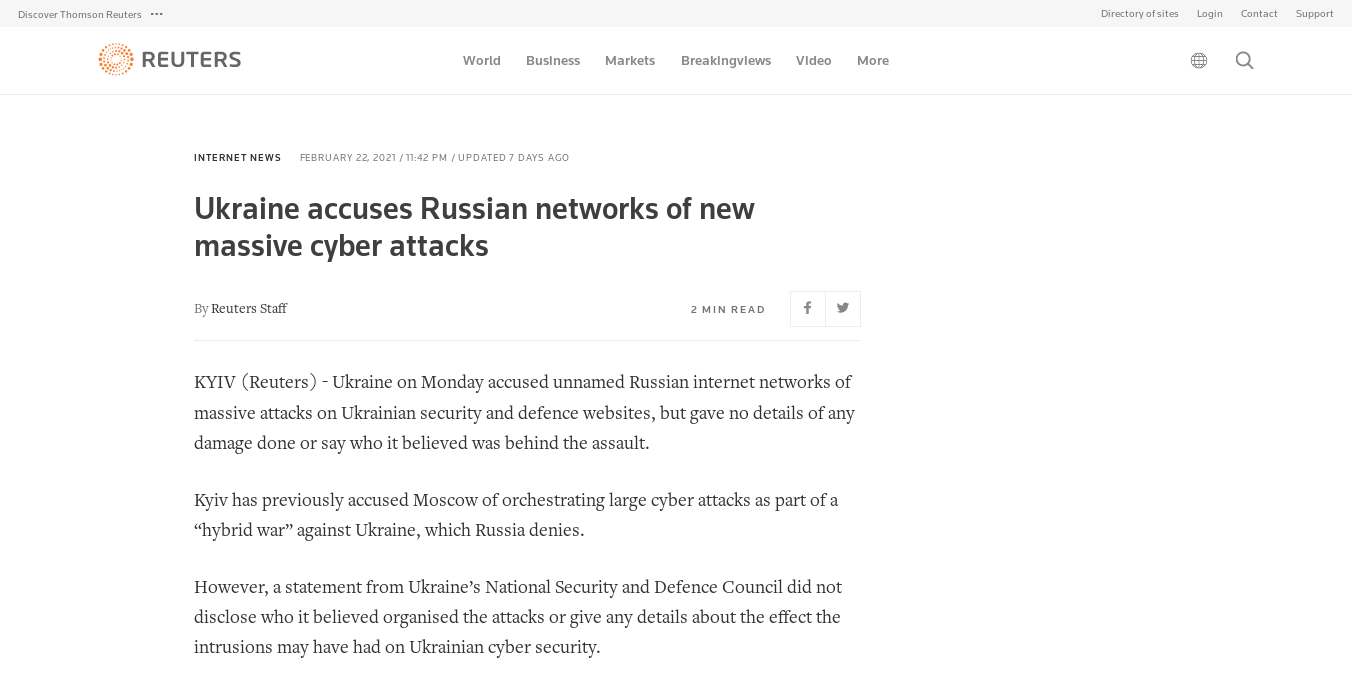 Discover Thomson Reuters
Directory of sites Login Contact Support
REUTERS World Business Markets Breakingviews Video More
INTERNET NEWS FEBRUARY 22, 2021 / 11:42 PM / UPDATED 7 DAYS AGO
Ukraine accuses Russian networks of new
massive cyber attacks
By Reuters Staff 2 MIN READ
KYIV (Reuters) - Ukraine on Monday accused unnamed Russian internet networks of
massive attacks on Ukrainian security and defence websites, but gave no details of any
damage done or say who it believed was behind the assault.
Kyiv has previously accused Moscow of orchestrating large cyber attacks as part of a
“hybrid war” against Ukraine, which Russia denies.
However, a statement from Ukraine’s National Security and Defence Council did not
disclose who it believed organised the attacks or give any details about the effect the
intrusions may have had on Ukrainian cyber security.